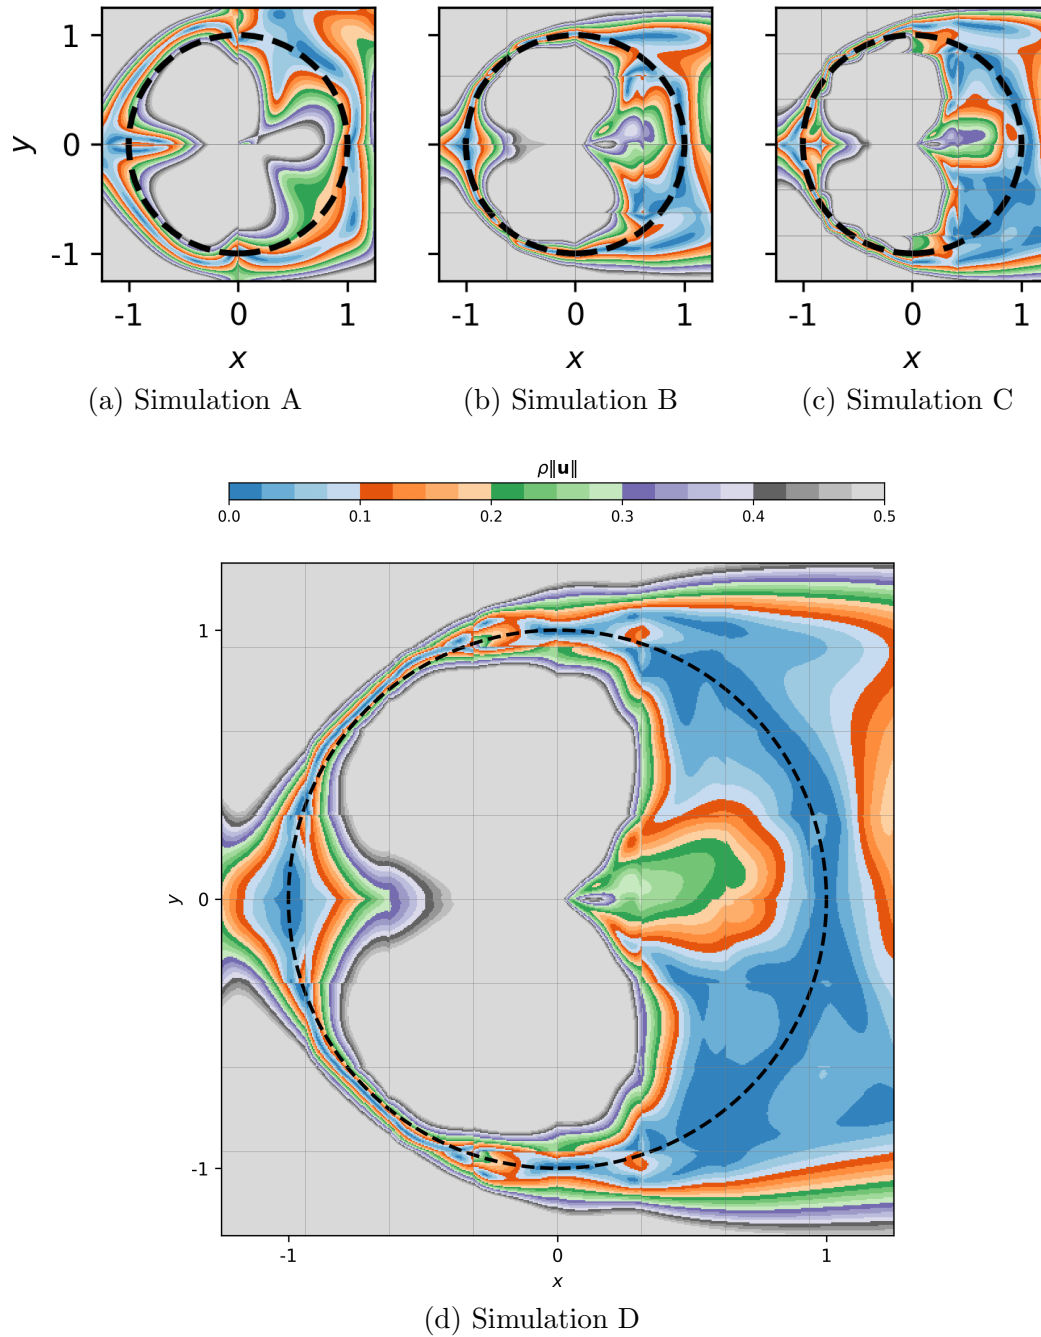 1
0
-1
y
-1 0 1
-1 0 1
-1 0 1
x
x
x
(a) Simulation A
(b) Simulation B
(c) Simulation C
ρ‖u‖
0.0 0.1 0.2 0.3 0.4 0.5
1
0
-1
y
-1 0 1
x
(d) Simulation D